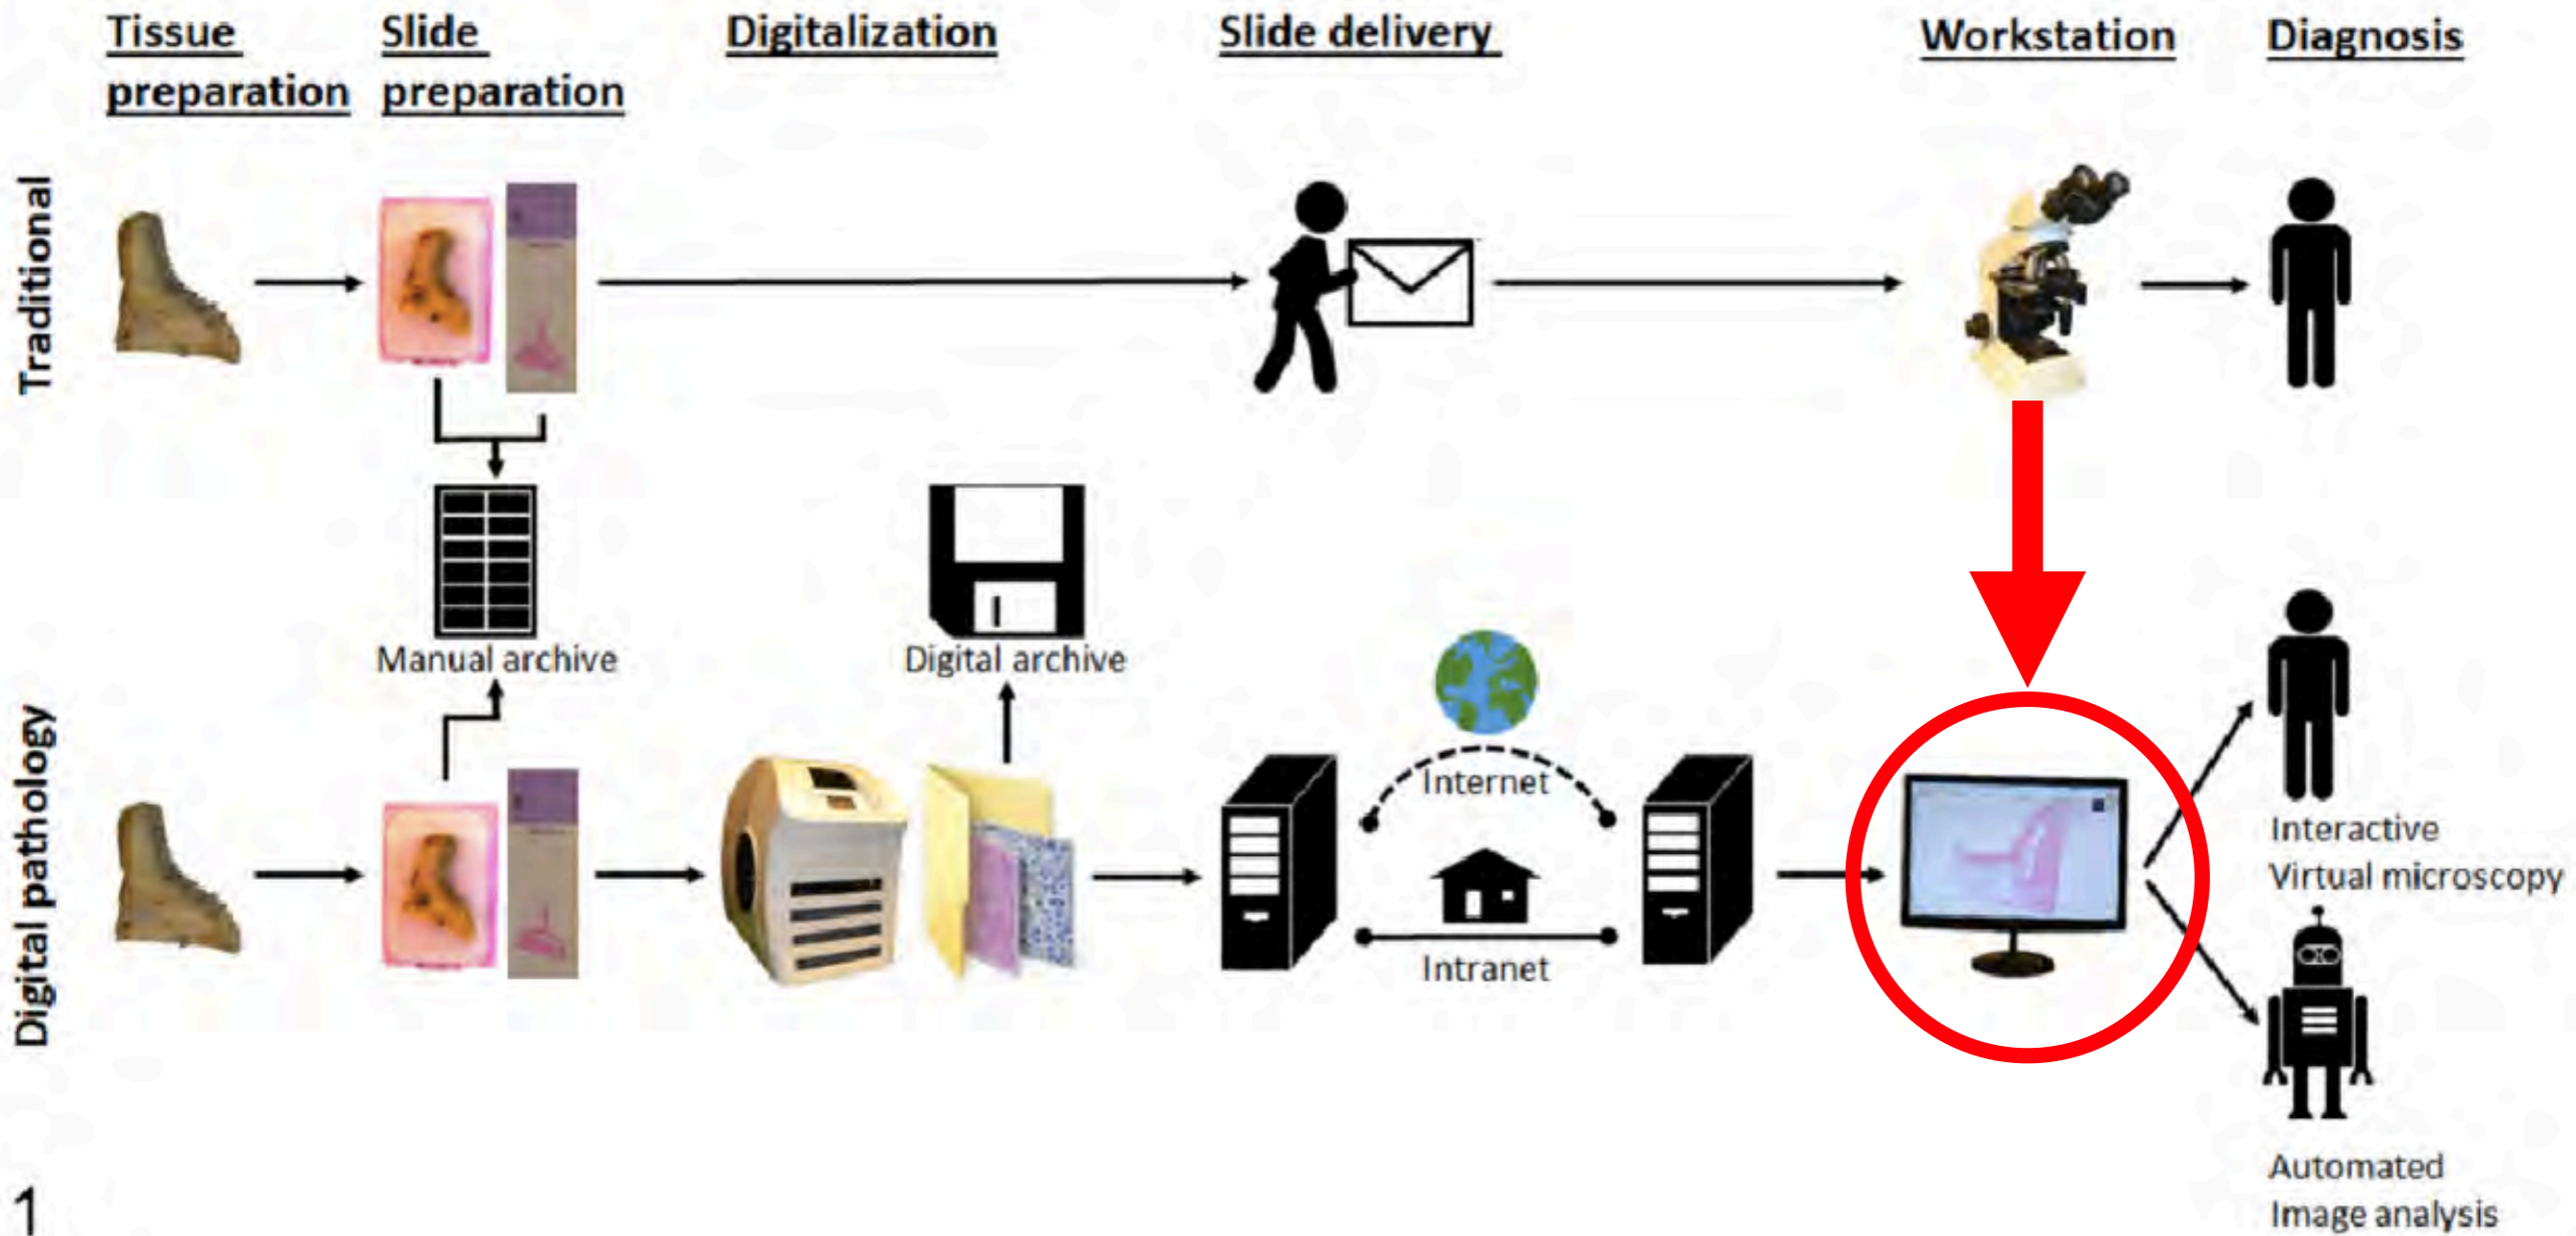 Tissue
preparation
Slide
preparation
Digitalization
Slide delivery
Workstation
Diagnosis
Traditional
Manual archive
Digital archive
Digital pathology
Internet
Intranet
Interactive
Virtual microscopy
Automated
Image analysis
1